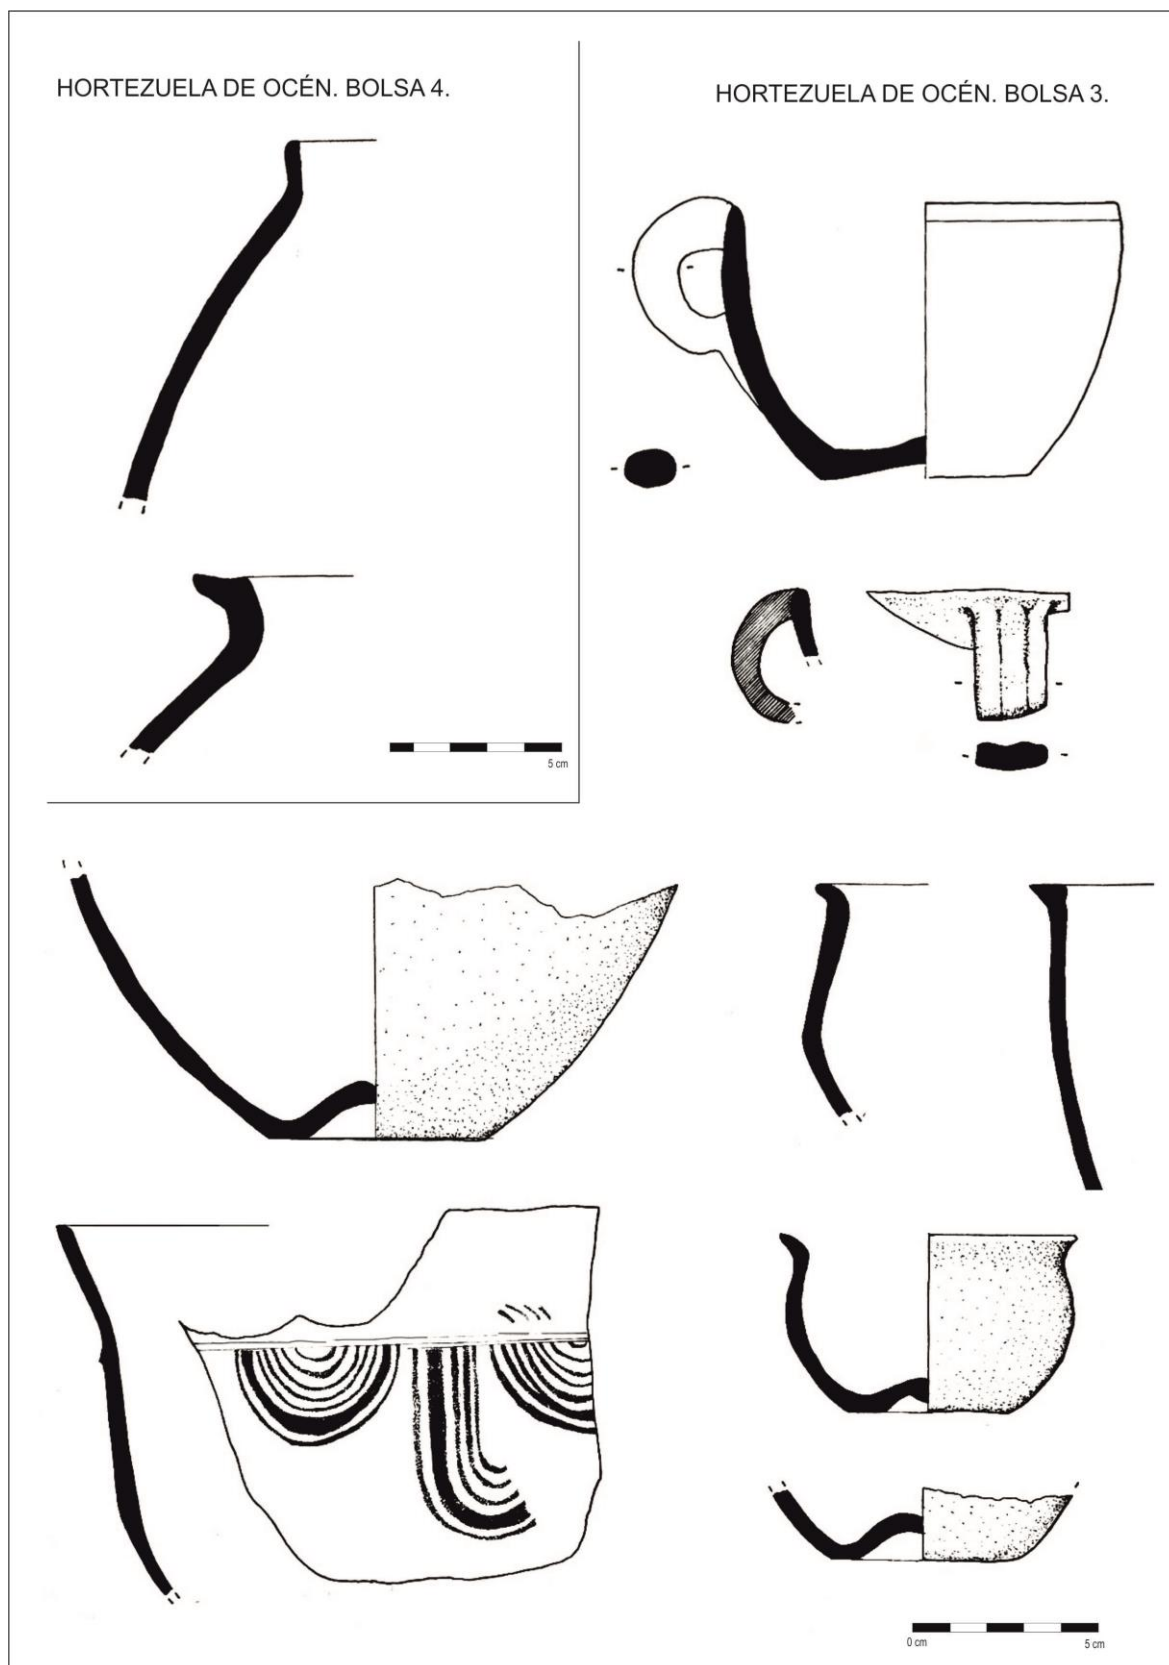 HORTEZUELA DE OCÉN. BOLSA 4.
HORTEZUELA DE OCÉN. BOLSA 3.
5 cm
0 cm
5 cm